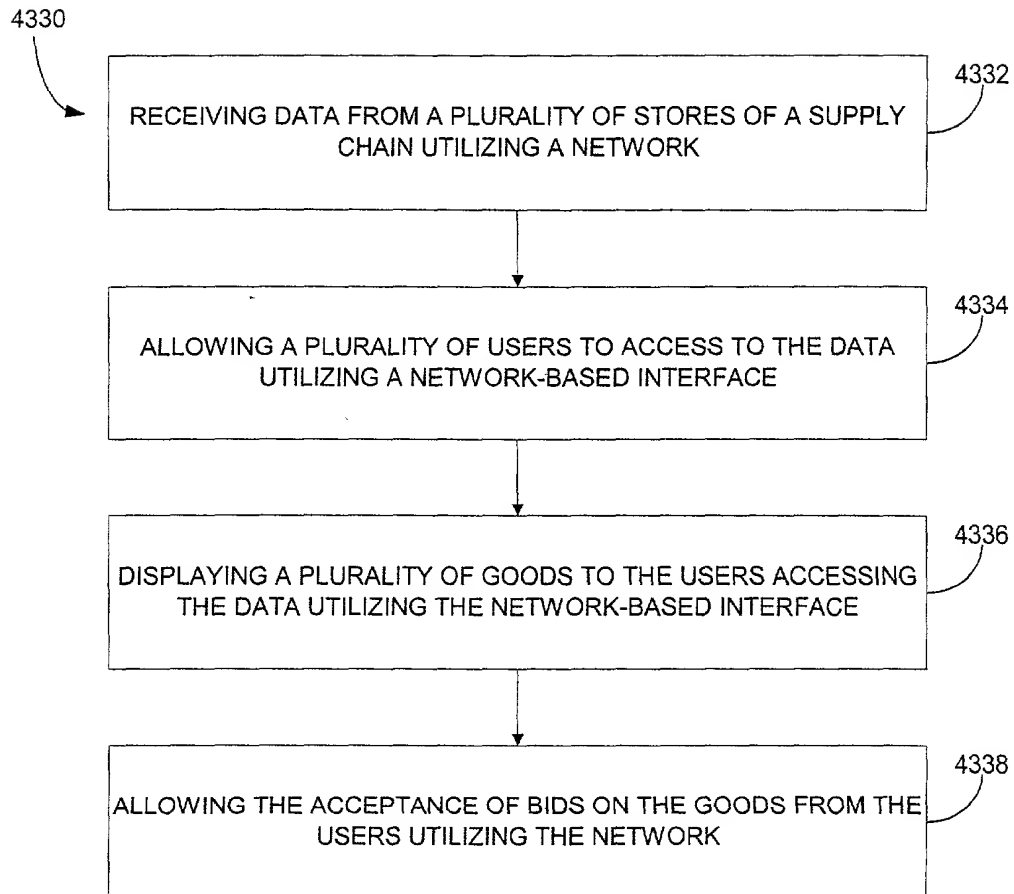 4330
4332
RECEIVING DATA FROM A PLURALITY OF STORES OF A SUPPLY
CHAIN UTILIZING A NETWORK
4334
ALLOWING A PLURALITY OF USERS TO ACCESS TO THE DATA
UTILIZING A NETWORK-BASED INTERFACE
4336
DISPLAYING A PLURALITY OF GOODS TO THE USERS ACCESSING
THE DATA UTILIZING THE NETWORK-BASED INTERFACE
4338
ALLOWING THE ACCEPTANCE OF BIDS ON THE GOODS FROM THE
USERS UTILIZING THE NETWORK